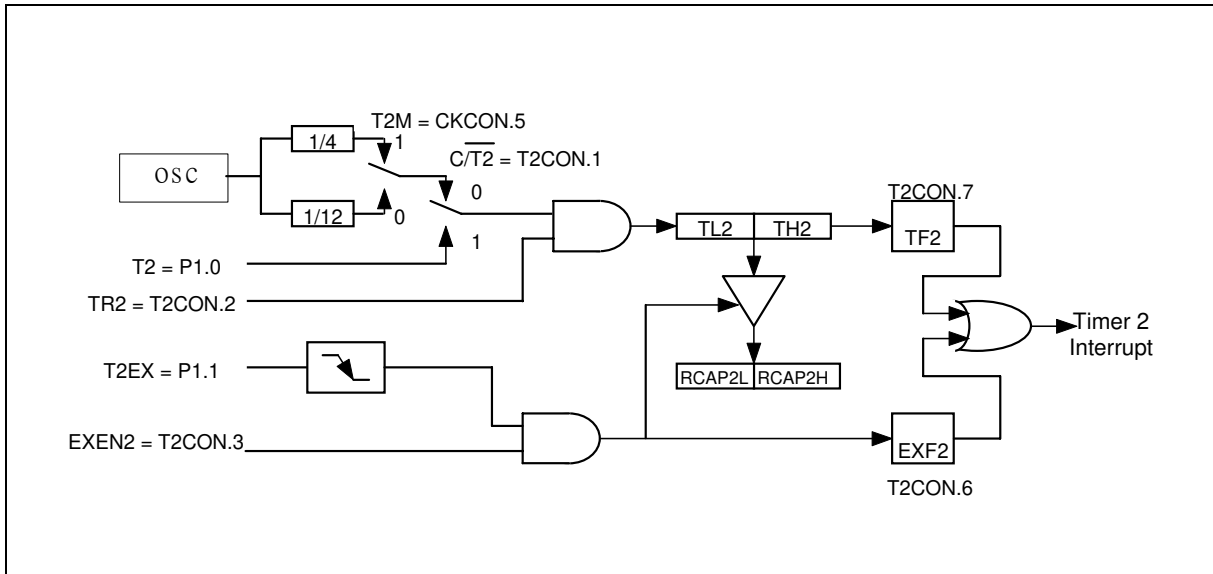 T2M = CKCON.5
1/4
1
C/T2 = T2CON.1
OSC
0
T2CON.7
1/12
0
TL2
TH2
TF2
1
T2 = P1.0
TR2 = T2CON.2
Timer 2
Interrupt
T2EX = P1.1
RCAP2L
RCAP2H
EXEN2 = T2CON.3
EXF2
T2CON.6